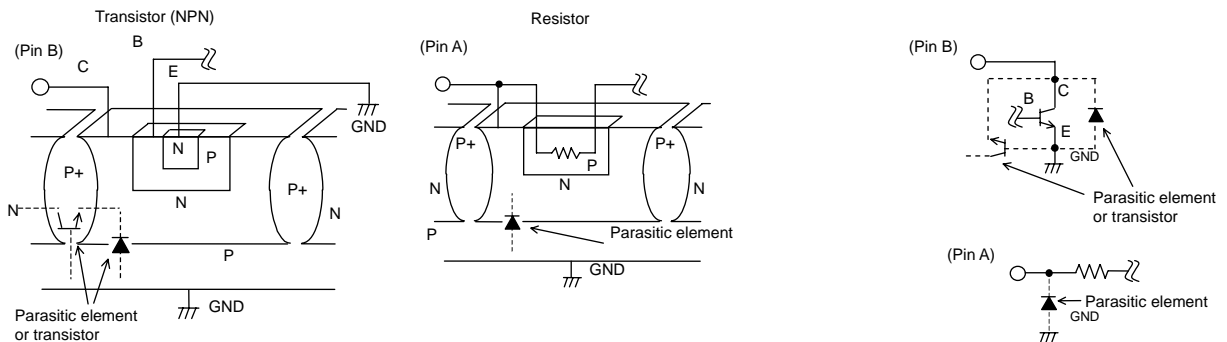 Transistor (NPN)
(Pin B)
C
B
E
GND
N
P
P+
P+
N
N
N
P
GND
Parasitic element
or transistor
Resistor
(Pin A)
P+
P
P+
N
N
N
P
Parasitic element
GND
(Pin B)
C
B
E
GND
Parasitic element
or transistor
(Pin A)
Parasitic element
GND